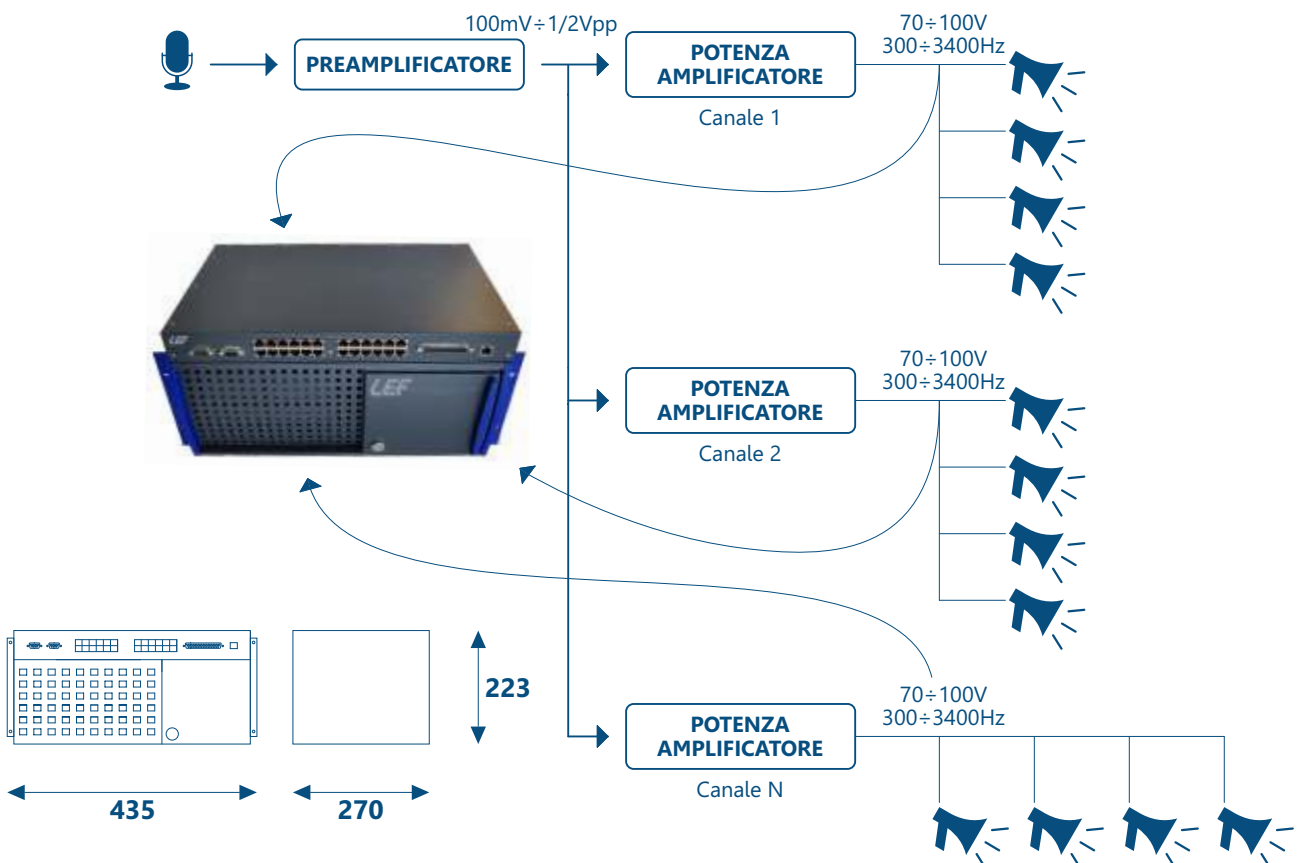 100mV÷1/2Vpp
PREAMPLIFICATORE
POTENZA
AMPLIFICATORE
Canale 1
70÷100V
300÷3400Hz
LEF
LEF
POTENZA
AMPLIFICATORE
Canale 2
70÷100V
300÷3400Hz
POTENZA
AMPLIFICATORE
Canale N
70÷100V
300÷3400Hz
223
435
270